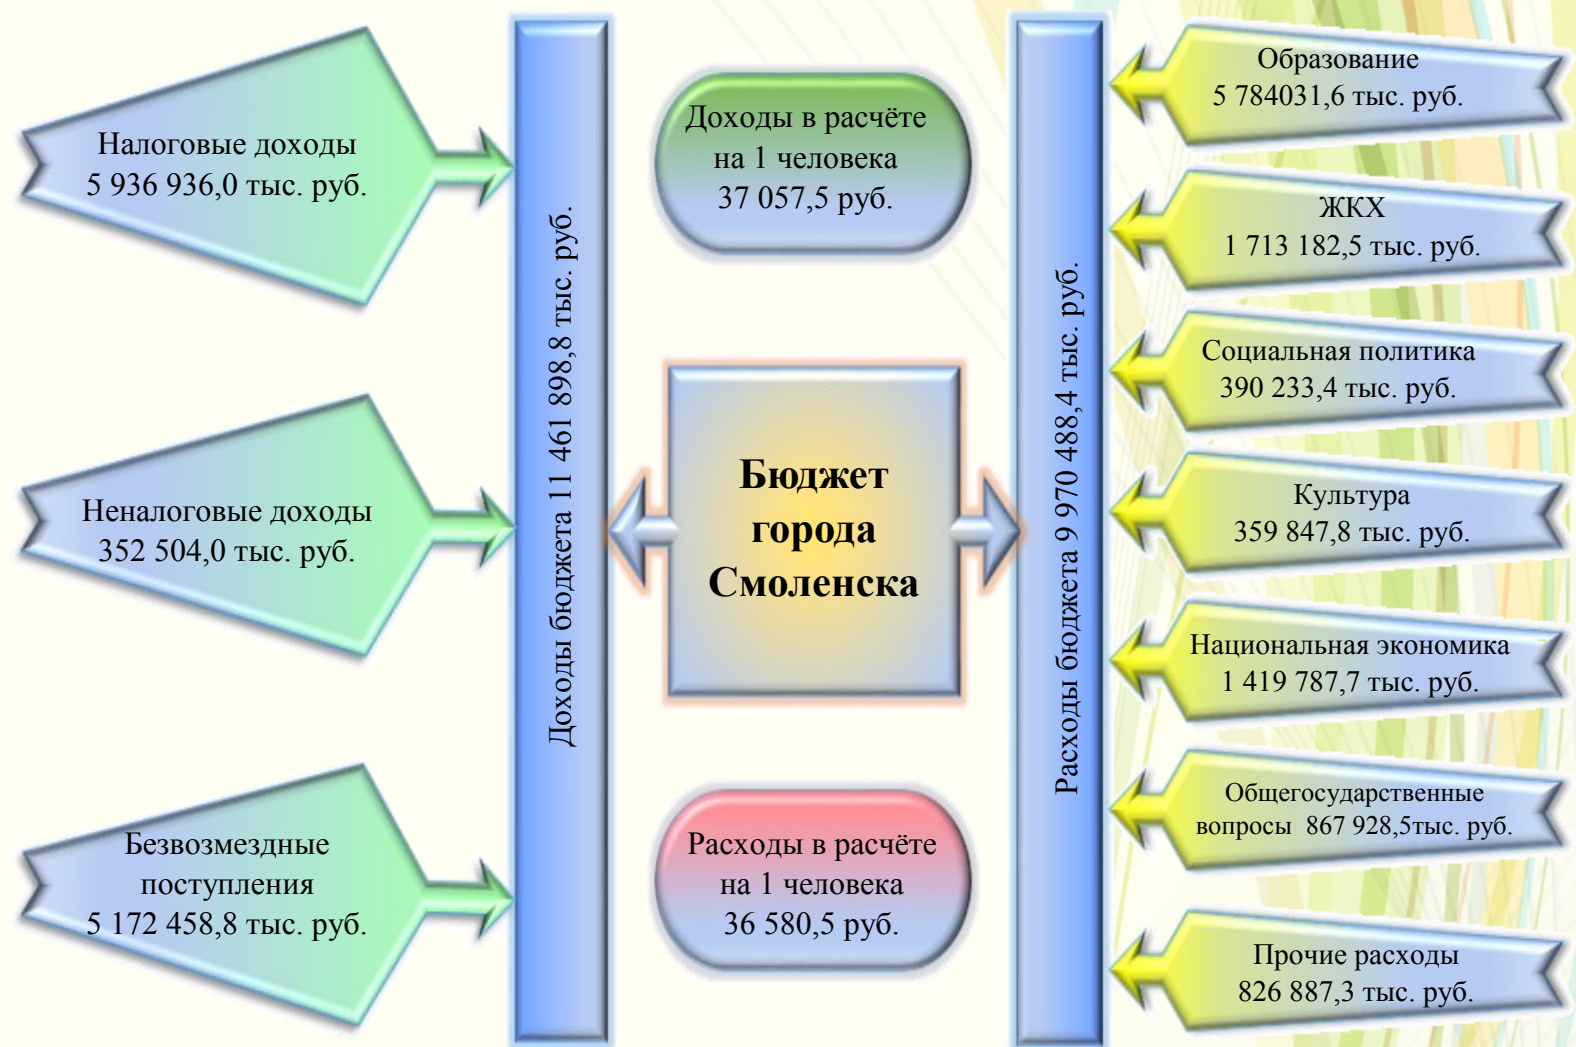 Налоговые доходы
5 936 936,0 тыс. руб.
Неналоговые доходы
352 504,0 тыс. руб.
Безвозмездные
поступления
5 172 458,8 тыс. руб.
Доходы бюджета 11 461 898,8 тыс. руб.
Доходы в расчёте
на 1 человека
37 057,5 руб.
Бюджет
города
Смоленска
Расходы в расчёте
на 1 человека
36 580,5 руб.
Расходы бюджета 9 970 488,4 тыс. руб.
Образование
5 784031,6 тыс. руб.
ЖКХ
1 713 182,5 тыс. руб.
Социальная политика
390 233,4 тыс. руб.
Культура
359 847,8 тыс. руб.
Национальная экономика
1 419 787,7 тыс. руб.
Общегосударственные
вопросы 867 928,5тыс. руб.
Прочие расходы
826 887,3 тыс. руб.